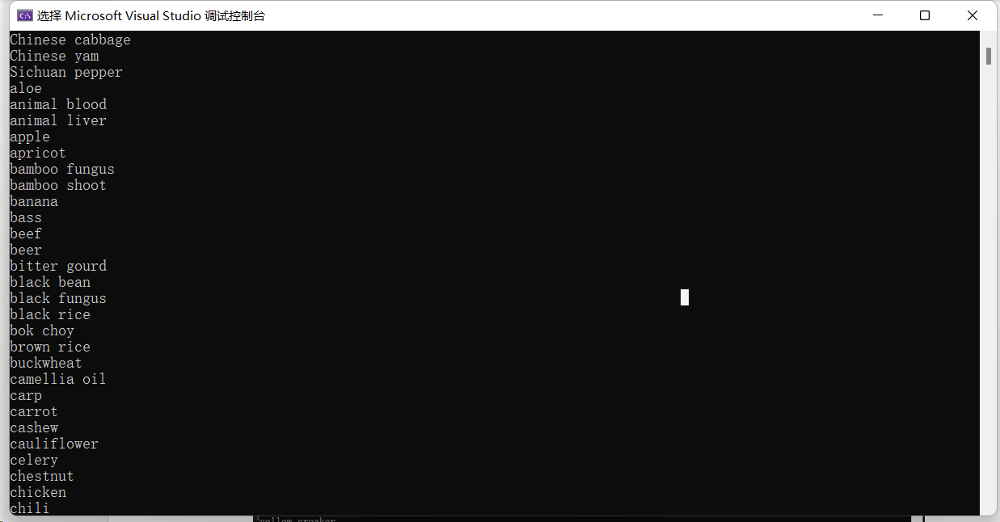 选择 Microsoft Visual Studio 调试控制台
Chinese cabbage
Chinese yam
Sichuan pepper
aloe
animal blood
animal liver
apple
apricot
bamboo fungus
bamboo shoot
banana
bass
beef
beer
bitter gourd
black bean
black fungus
black rice
bok choy
brown rice
buckwheat
camellia oil
carp
carrot
cashew
cauliflower
celery
chestnut
chicken
chili
yellow croaker